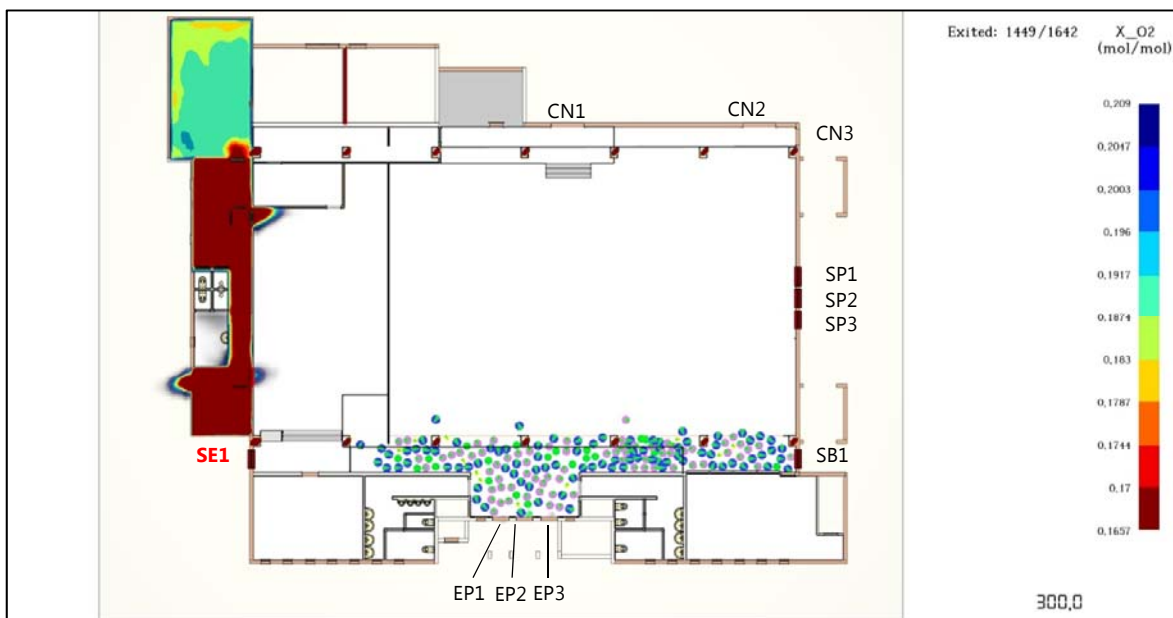 Exited: 1449/1642
X_O2
(mol/mol)
CN1
CN2
CN3
0,209
0,2047
0,2003
0,196
0,1917
0,1874
0,183
0,1787
0,1744
0,17
0,1657
SP1
SP2
SP3
SE1
SB1
EP1 EP2 EP3
300,0